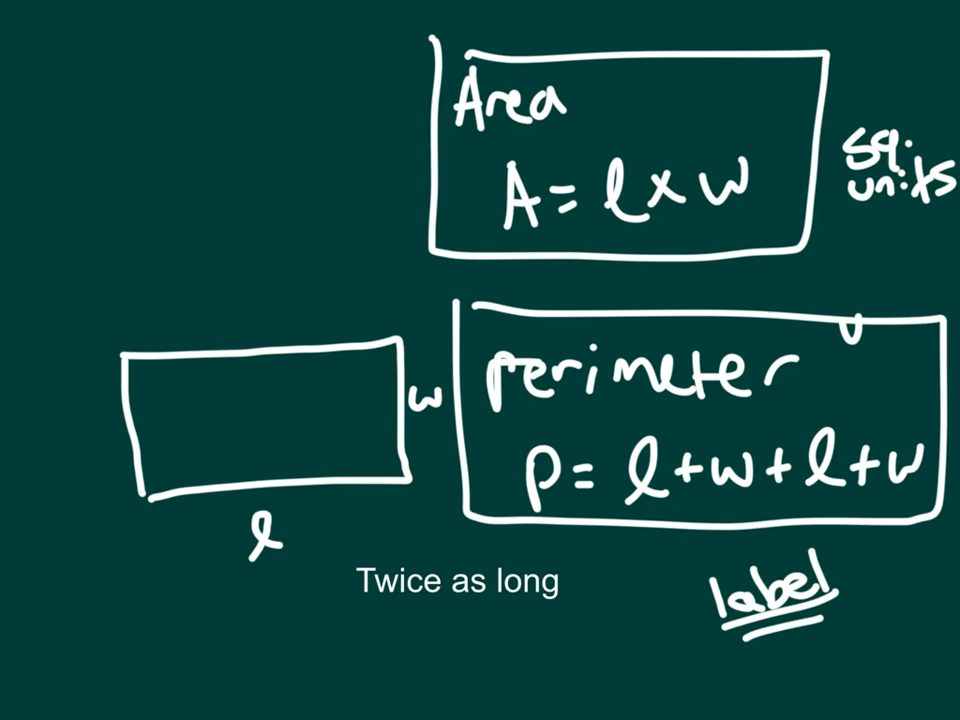 Area
A = l x w
sq.
units
w
perimeter
P = l + w + l + w
l
Twice as long
label